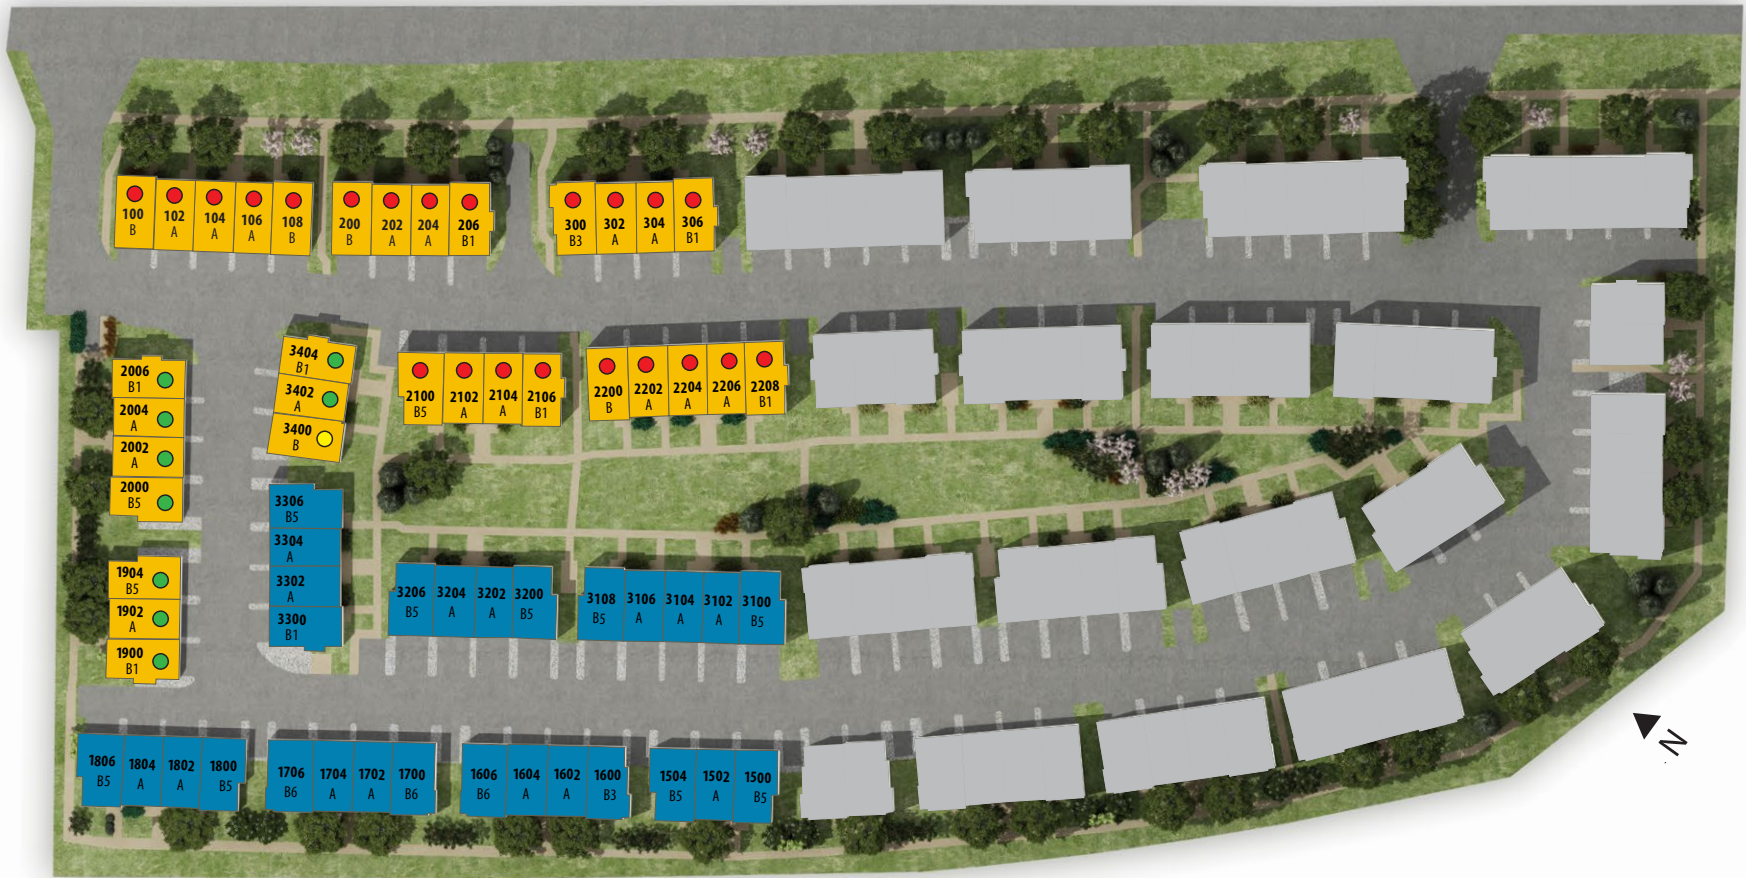 100
B
102
A
104
A
106
A
108
B
200
B
202
A
204
A
206
B1
300
B3
302
A
304
A
306
B1
2006
B1
2004
A
2002
A
2000
B5
3404
B1
3402
A
3400
B
2100
B5
2102
A
2104
A
2106
B1
2200
B
2202
A
2204
A
2206
A
2208
B1
3306
B5
3304
A
3302
A
3300
B1
1904
B5
1902
A
1900
B1
3206
B5
3204
A
3202
A
3200
B5
3108
B5
3106
A
3104
A
3102
A
3100
B5
1806
B5
1804
A
1802
A
1800
B5
1706
B6
1704
A
1702
A
1700
B6
1606
B6
1604
A
1602
A
1600
B3
1504
B5
1502
A
1500
B5
N